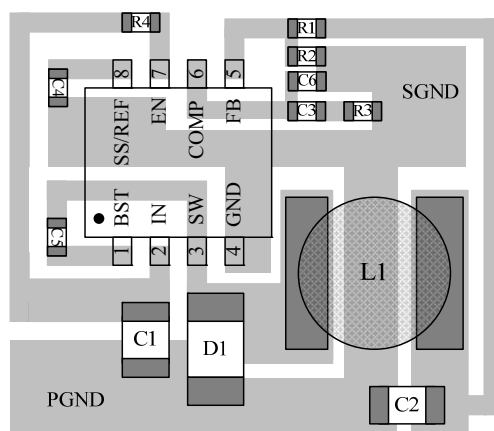 R4
R1
R2
C6
C3
R3
SGND
C4
8
7
6
5
SS/REF
EN
COMP
FB
BST
IN
SW
GND
1
2
3
4
C5
L1
C1
D1
PGND
C2